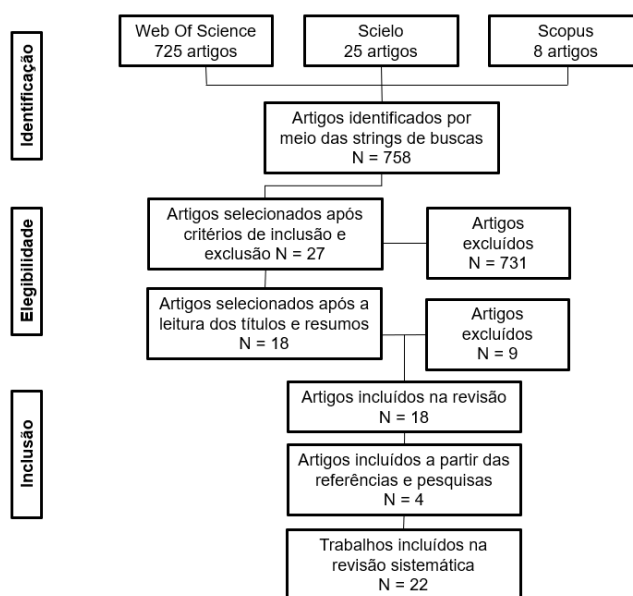 Identificação
Web Of Science
725 artigos
Scielo
25 artigos
Scopus
8 artigos
Artigos identificados por
meio das strings de buscas
N = 758
Elegibilidade
Artigos selecionados após
critérios de inclusão e
exclusão N = 27
Artigos
excluídos
N = 731
Artigos selecionados após a
leitura dos títulos e resumos
N = 18
Artigos
excluídos
N = 9
Inclusão
Artigos incluídos na revisão
N = 18
Artigos incluídos a partir das
referências e pesquisas
N = 4
Trabalhos incluídos na
revisão sistemática
N = 22